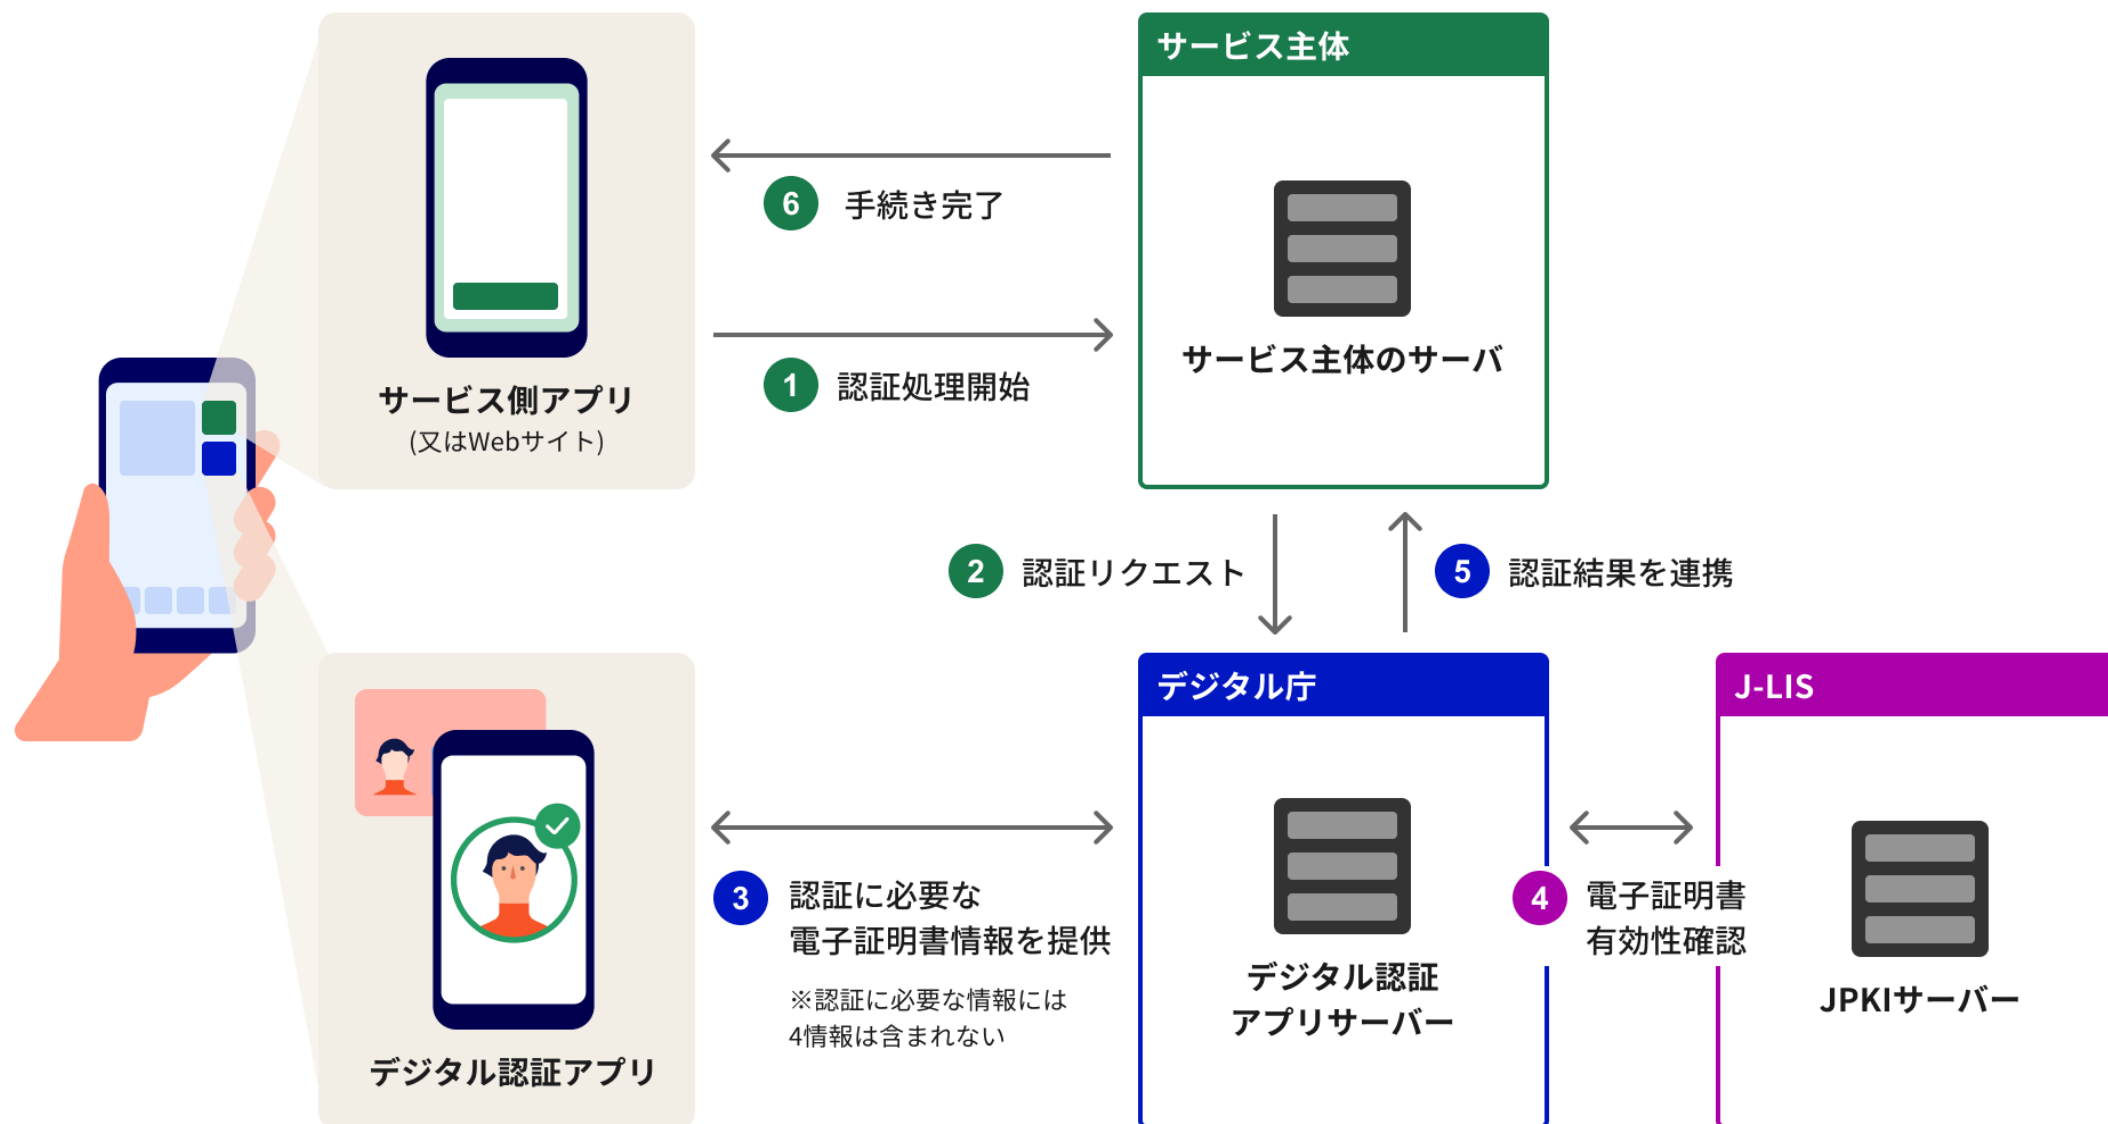 サービス側アプリ
(又はWebサイト)
6 手続き完了
1 認証処理開始
サービス主体
サービス主体のサーバ
2 認証リクエスト
5 認証結果を連携
デジタル認証アプリ
3 認証に必要な
電子証明書情報を提供
※認証に必要な情報には
4情報は含まれない
デジタル庁
デジタル認証
アプリサーバー
4 電子証明書
有効性確認
J-LIS
JPKIサーバー